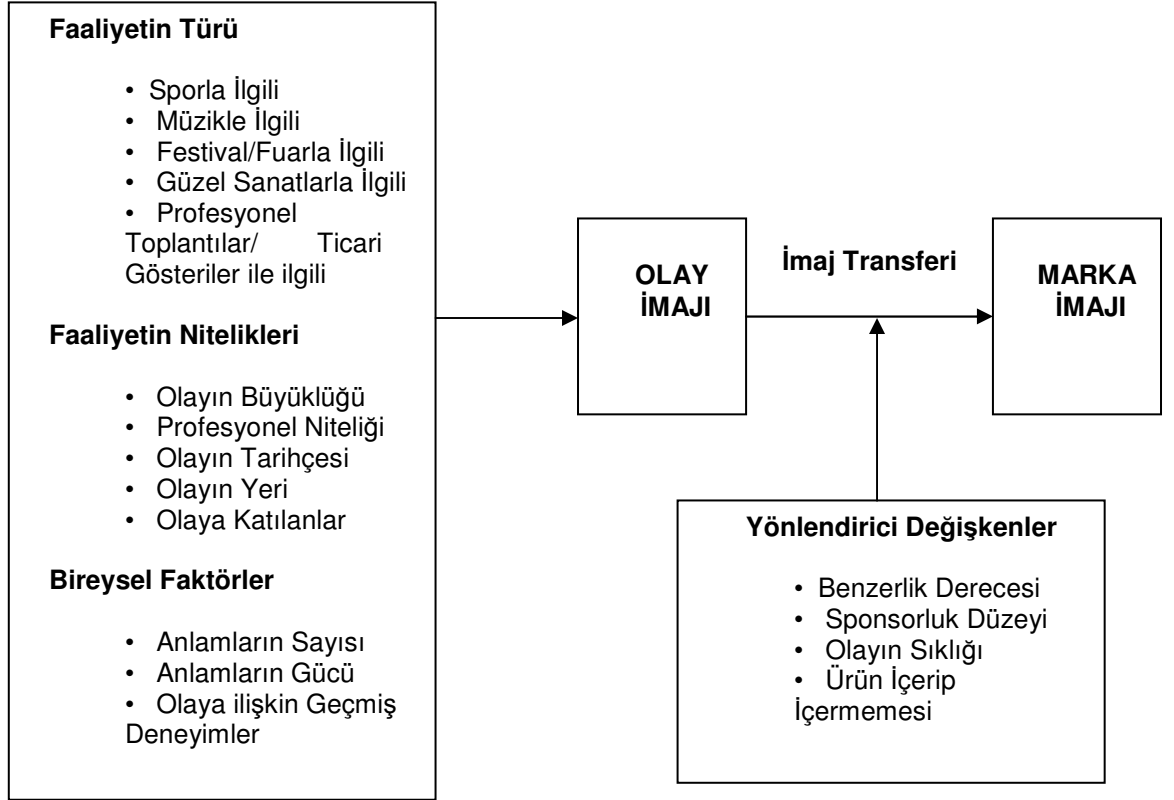 Faaliyetin Türü
• Sporla İlgili
• Müzikle İlgili
• Festival/Fuarla İlgili
• Güzel Sanatlarla İlgili
• Profesyonel
Toplantılar/ Ticari
Gösteriler ile ilgili
Faaliyetin Nitelikleri
• Olayın Büyüklüğü
• Profesyonel Niteliği
• Olayın Tarihçesi
• Olayın Yeri
• Olaya Katılanlar
Bireysel Faktörler
• Anlamların Sayısı
• Anlamların Gücü
• Olaya ilişkin Geçmiş
Deneyimler
OLAY
İMAJI
İmaj Transferi
MARKA
İMAJI
Yönlendirici Değişkenler
• Benzerlik Derecesi
• Sponsorluk Düzeyi
• Olayın Sıklığı
• Ürün İçerip
İçermemesi